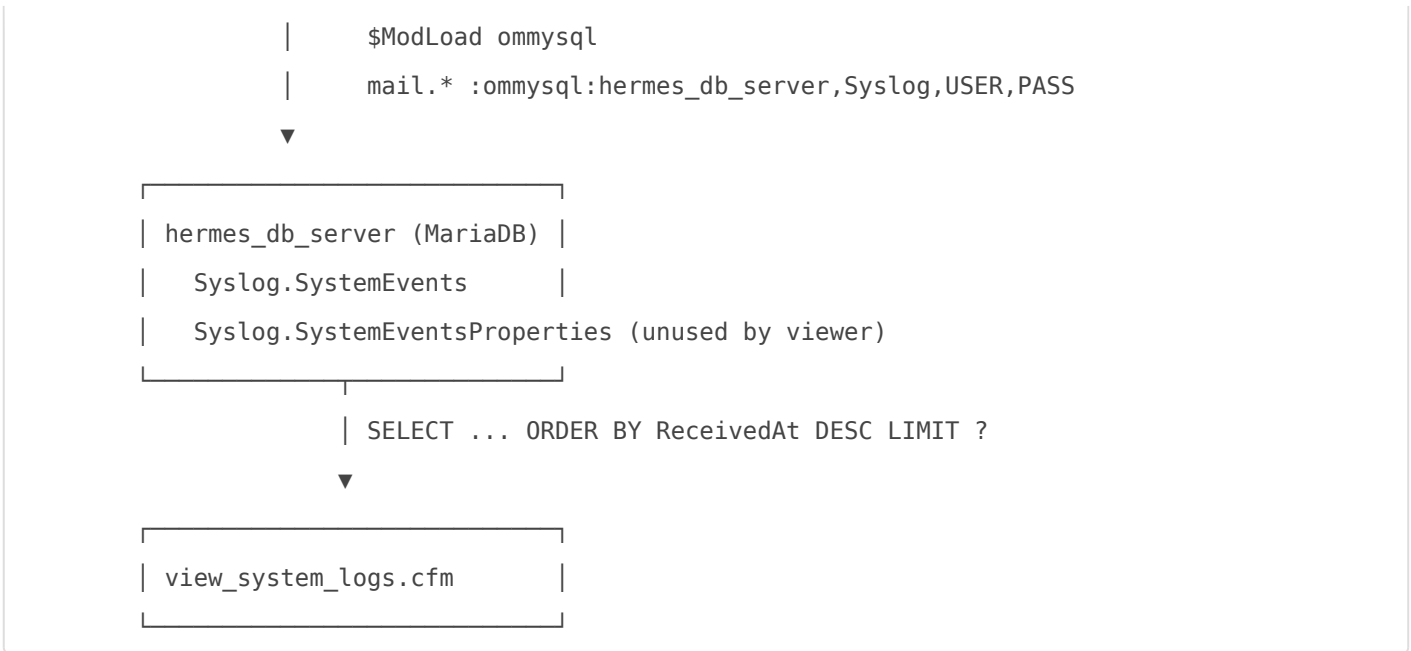 $ModLoad ommysql
mail.* :ommysql:hermes_db_server,Syslog,USER,PASS
hermes_db_server (MariaDB)
Syslog.SystemEvents
Syslog.SystemEventsProperties (unused by viewer)
SELECT ... ORDER BY ReceivedAt DESC LIMIT ?
view_system_logs.cfm